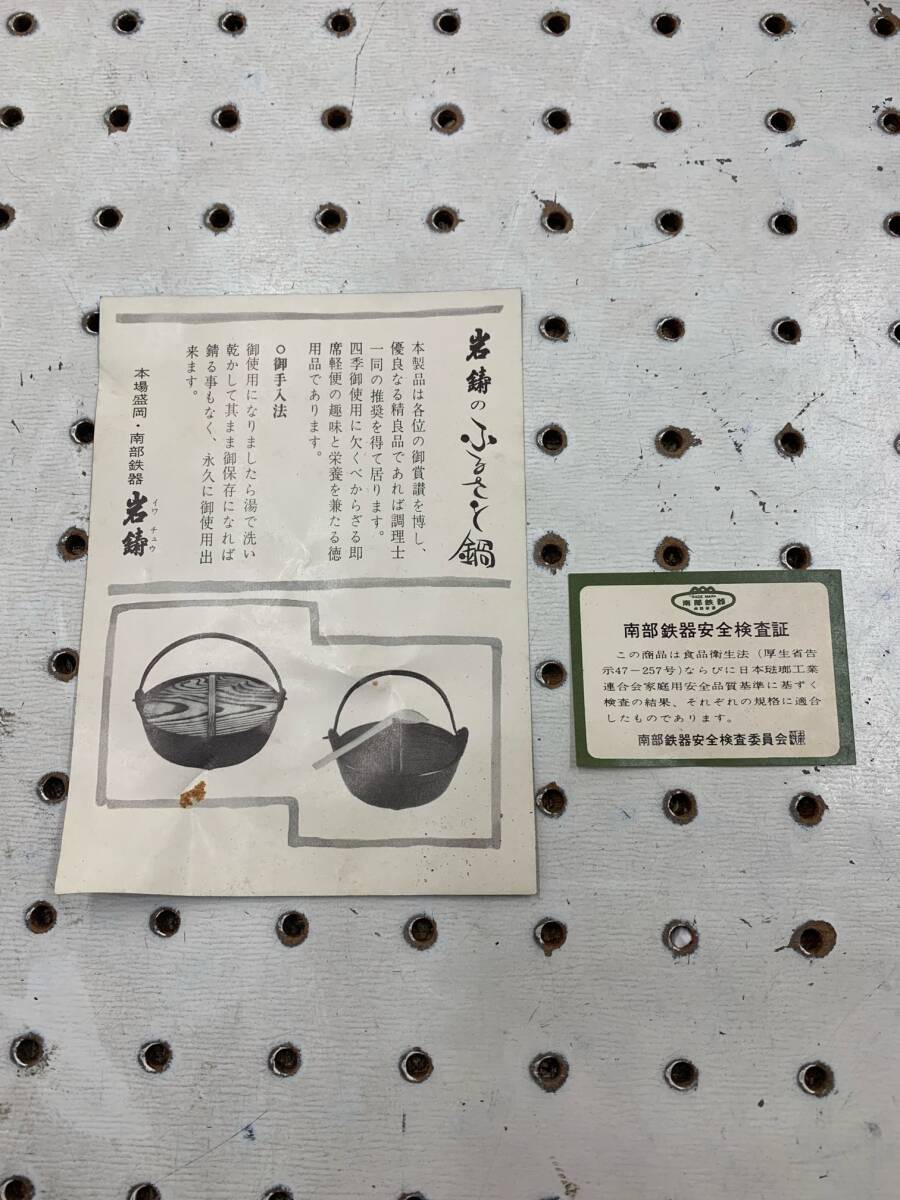 岩鋳のふるさと鍋
本製品は各位の御賞讃を博し、
優良なる精良品であれば調理士
一同の推奨を得て居ります。
四季御使用に欠くべからざる即
席軽便の趣味と栄養を兼たる徳
用品であります。
○御手入法
御使用になりましたら湯で洗い
乾かして其まま御保存になれば
錆る事もなく、永久に御使用出
来ます。
本場盛岡・南部鉄器 岩鋳
イワ チュウ
TRADE MARK
南部鉄器
南部鉄器安全検査証
この商品は食品衛生法(厚生省告
示47-257号)ならびに日本琺瑯工業
連合会家庭用安全品質基準に基ずく
検査の結果、それぞれの規格に適合
したものであります。
南部鉄器安全検査委員会